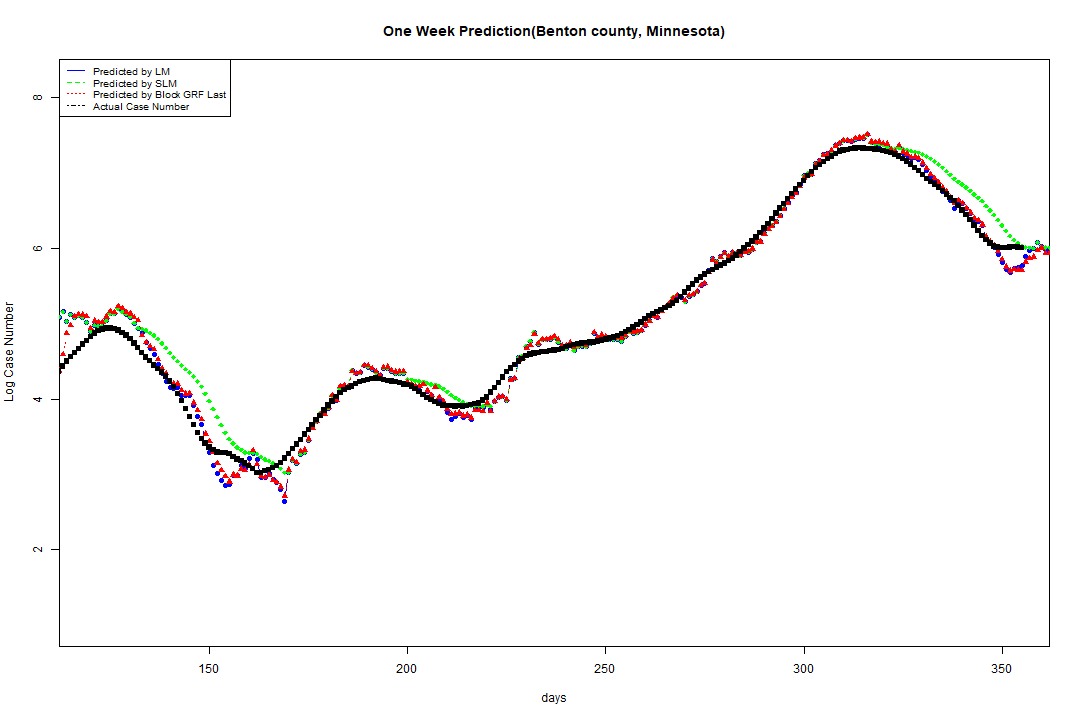 One Week Prediction(Benton county, Minnesota)
Predicted by LM
Predicted by SLM
Predicted by Block GRF Last
Actual Case Number
Log Case Number
8
6
4
2
150 200 250 300 350
days